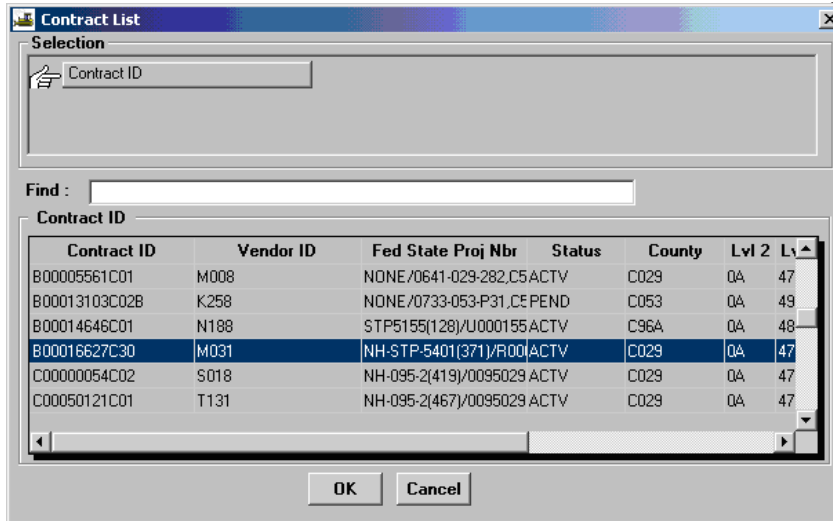 Contract List
Selection
Contract ID
Find :
Contract ID
Contract ID Vendor ID Fed State Proj Nbr Status County Lvl 2
B00005561C01 M008 NONE/0641-029-282,C5 ACTV C029 0A 47
B00013103C02B K258 NONE/0733-053-P31,C5 PEND C053 0A 49
B00014646C01 N188 STP5155(128)/U000155 ACTV C96A 0A 48
B00016627C30 M031 NH-STP-5401(371)/R00 ACTV C029 0A 47
C00000054C02 S018 NH-095-2(419)/0095029 ACTV C029 0A 47
C00050121C01 T131 NH-095-2(467)/0095029 ACTV C029 0A 47
OK Cancel